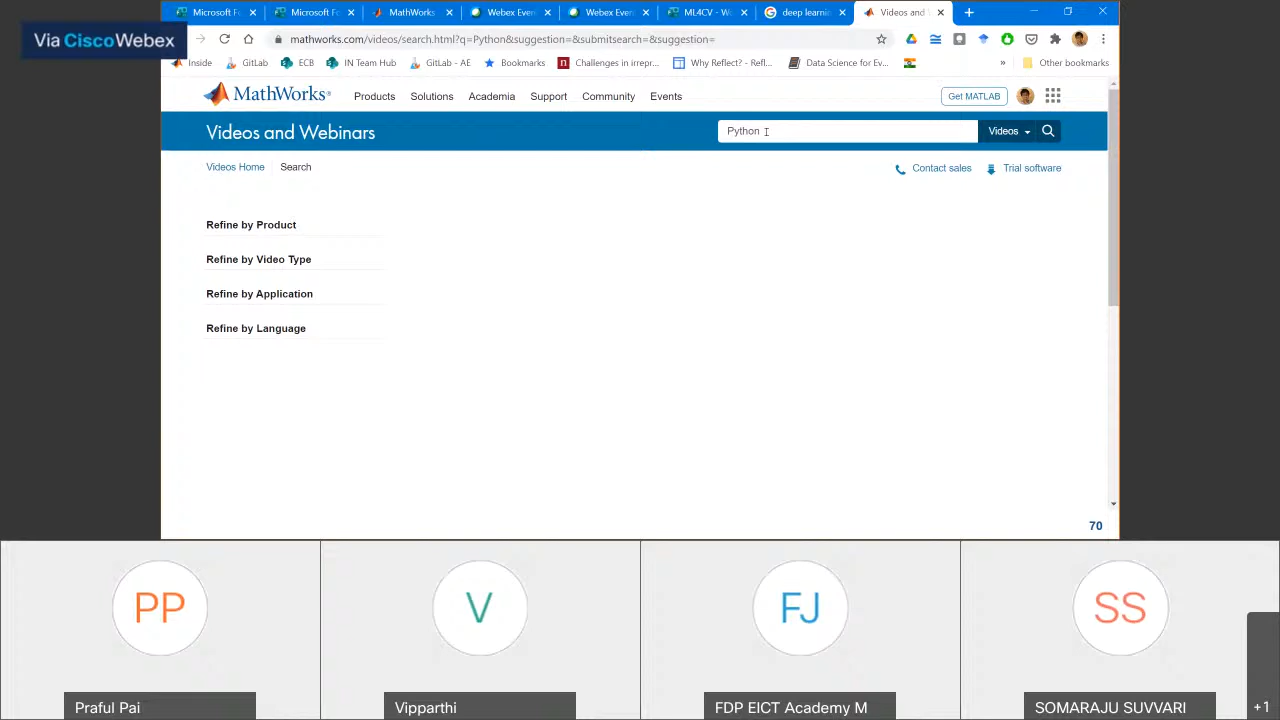 Via CiscoWebex
Microsoft Fo
Microsoft Fo
MathWorks
Webex Even
Webex Even
ML4CV - W
deep learnin
Videos and
mathworks.com/videos/search.html?q=Python&suggestion=&submitsearch=&suggestion=
Inside
GitLab
ECB
IN Team Hub
GitLab - AE
Bookmarks
Challenges in irrepr...
Why Reflect? - Refl...
Data Science for Ev...
»
Other bookmarks
MathWorks®
Products
Solutions
Academia
Support
Community
Events
Get MATLAB
Videos and Webinars
Python
Videos
Videos Home
Search
Contact sales
Trial software
Refine by Product
Refine by Video Type
Refine by Application
Refine by Language
70
PP
V
FJ
SS
Praful Pai
Vipparthi
FDP EICT Academy M
SOMARAJU SUVVARI
+1